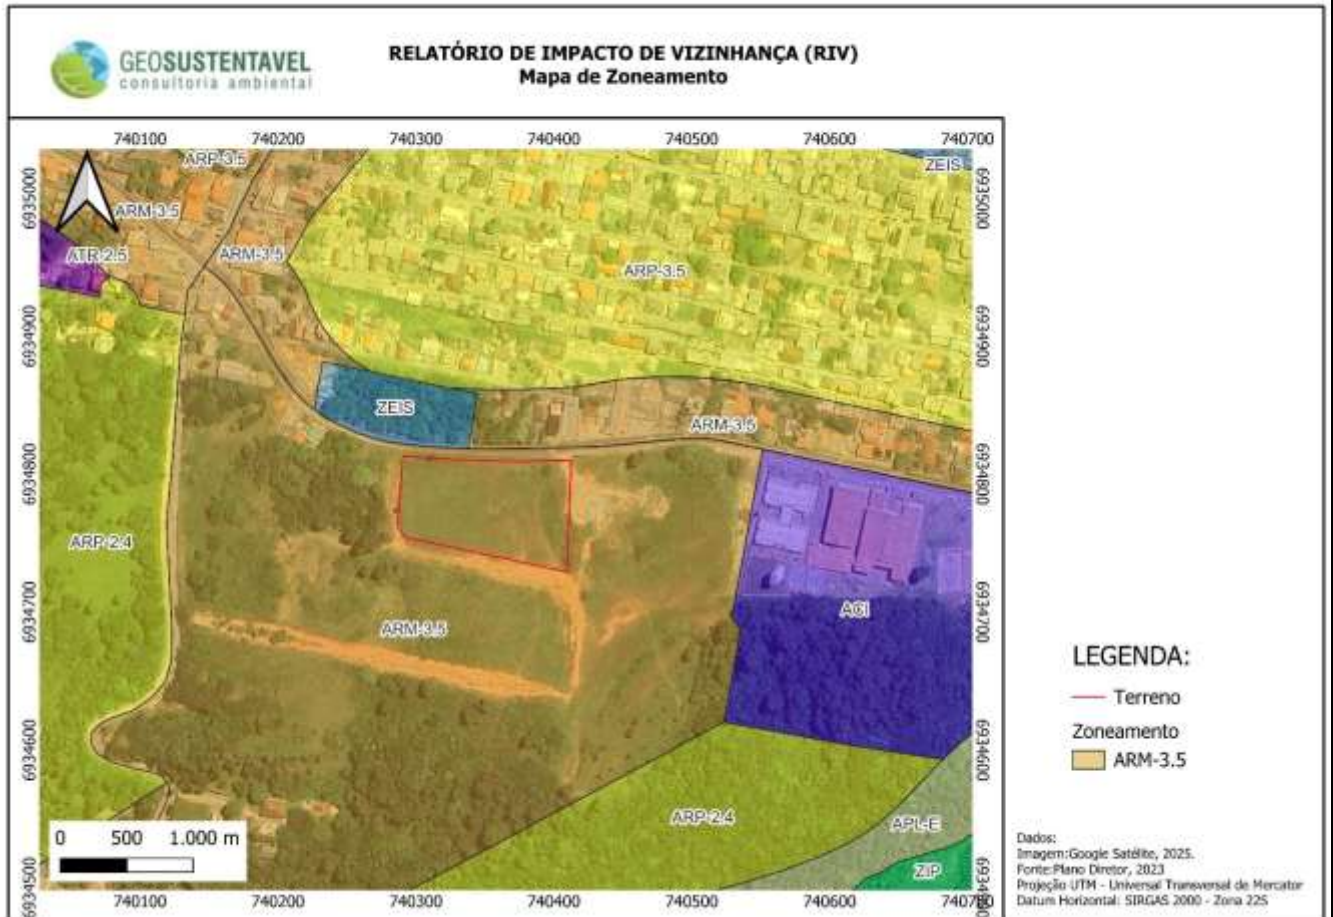 GEOSUSTENTAVEL
consultoria ambiental
RELATÓRIO DE IMPACTO DE VIZINHANÇA (RIV)
Mapa de Zoneamento
740100 740200 740300 740400 740500 740600 740700
ARP-3.5
ZEIS
6935000
6935000
ARM-3.5
ATR-2.5
ARM-3.5
ARP-3.5
6934900
6934900
ZEIS
ARM-3.5
6934800
6934800
ARP-2.4
ACI
6934700
6934700
ARM-3.5
6934600
6934600
ARP-2.4
APL-E
ZIP
0 500 1.000 m
6934500
740100 740200 740300 740400 740500 740600 740700
LEGENDA:
Terreno
Zoneamento
ARM-3.5
Dados:
Imagem:Google Satélite, 2025.
Fonte:Plano Diretor, 2023
Projeção UTM - Universal Transversal de Mercator
Datum Horizontal: SIRGAS 2000 - Zona 22S